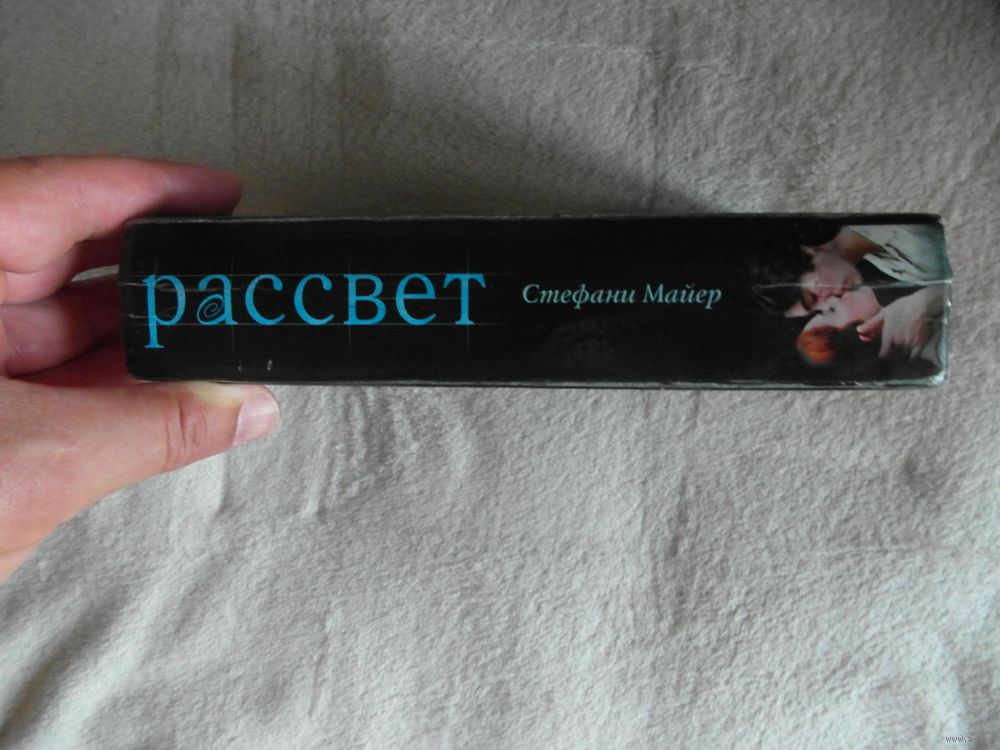 рассвет
Стефани Майер